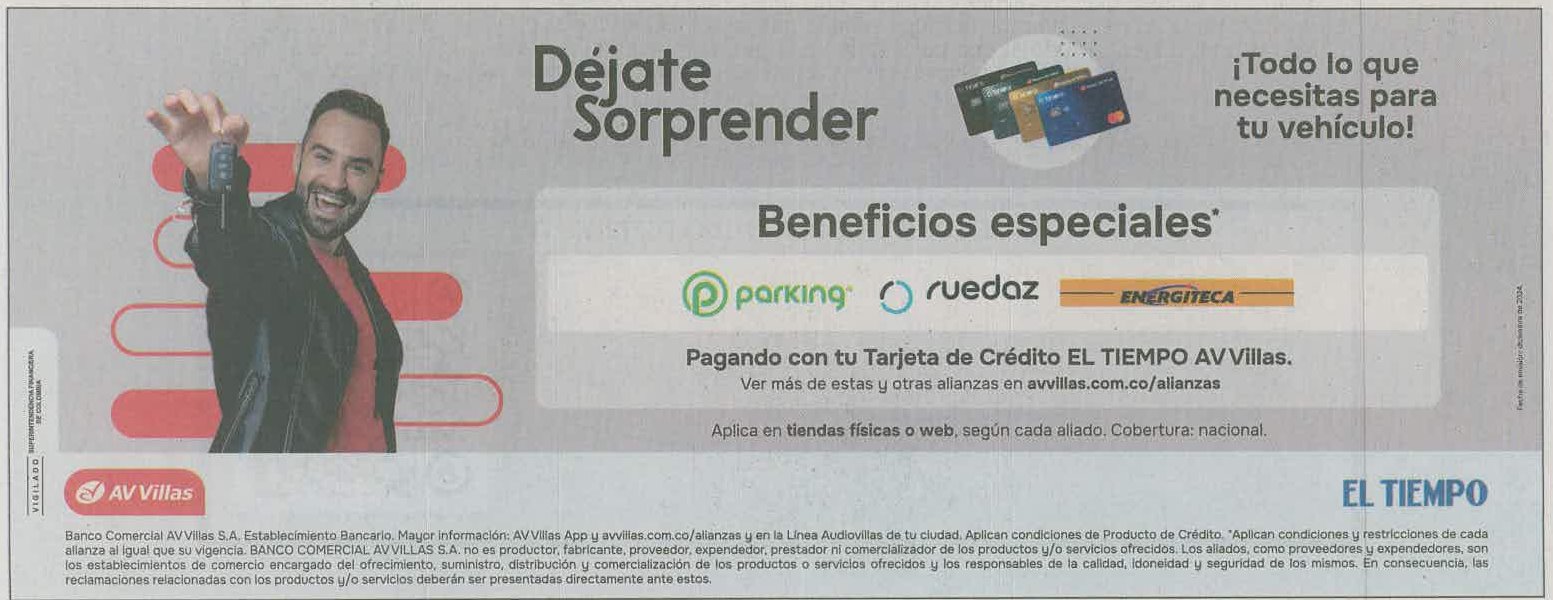 Déjate
Sorprender
¡Todo lo que
necesitas para
tu vehículo!
Beneficios especiales*
parking
ruedaz
ENERGITECA
Pagando con tu Tarjeta de Crédito EL TIEMPO AV Villas.
Ver más de estas y otras alianzas en avvillas.com.co/alianzas
Aplica en tiendas físicas o web, según cada aliado. Cobertura: nacional.
Fecha de emisión: diciembre de 2024.
VIGILADO
SUPERINTENDENCIA FINANCIERA
DE COLOMBIA
AV Villas
EL TIEMPO
Banco Comercial AV Villas S.A. Establecimiento Bancario. Mayor información: AV Villas App y avvillas.com.co/alianzas y en la Línea Audiovillas de tu ciudad. Aplican condiciones de Producto de Crédito. *Aplican condiciones y restricciones de cada
alianza al igual que su vigencia. BANCO COMERCIAL AV VILLAS S.A. no es productor, fabricante, proveedor, expendedor, prestador ni comercializador de los productos y/o servicios ofrecidos. Los aliados, como proveedores y expendedores, son
los establecimientos de comercio encargado del ofrecimiento, suministro, distribución y comercialización de los productos o servicios ofrecidos y los responsables de la calidad, idoneidad y seguridad de los mismos. En consecuencia, las
reclamaciones relacionadas con los productos y/o servicios deberán ser presentadas directamente ante estos.